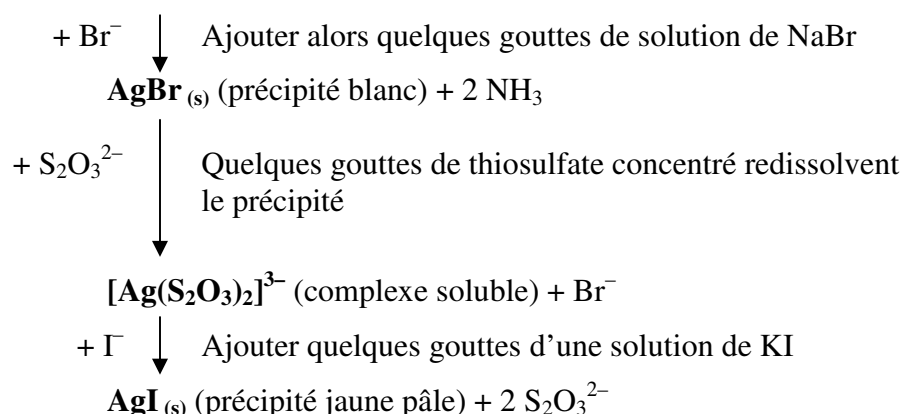 + Br⁻ Ajouter alors quelques gouttes de solution de NaBr
AgBr (s) (précipité blanc) + 2 NH₃
+ S₂O₃²⁻ Quelques gouttes de thiosulfate concentré redissolvent
le précipité
[Ag(S₂O₃)₂]³⁻ (complexe soluble) + Br⁻
+ I⁻ Ajouter quelques gouttes d’une solution de KI
AgI (s) (précipité jaune pâle) + 2 S₂O₃²⁻